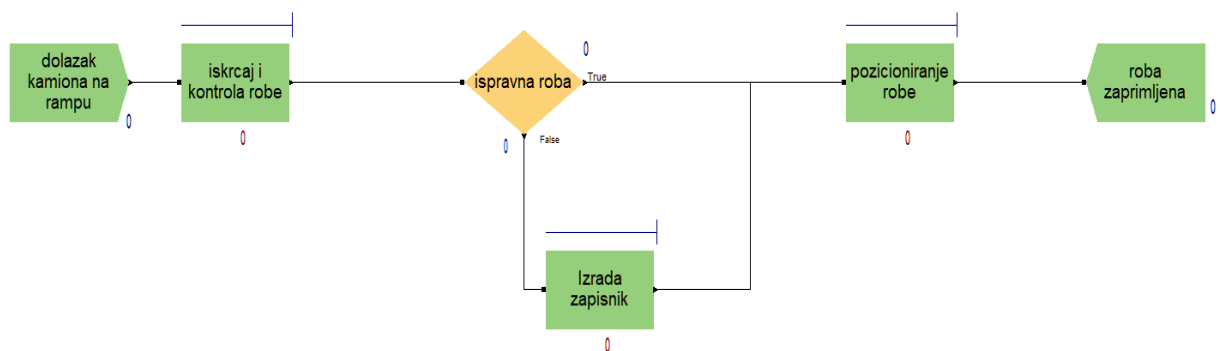 dolazak
kamiona na
rampu
0
iskrcaj i
kontrola robe
0
ispravna roba
0
True
0
False
Izrada
zapisnik
0
pozicioniranje
robe
0
roba
zaprimljena
0